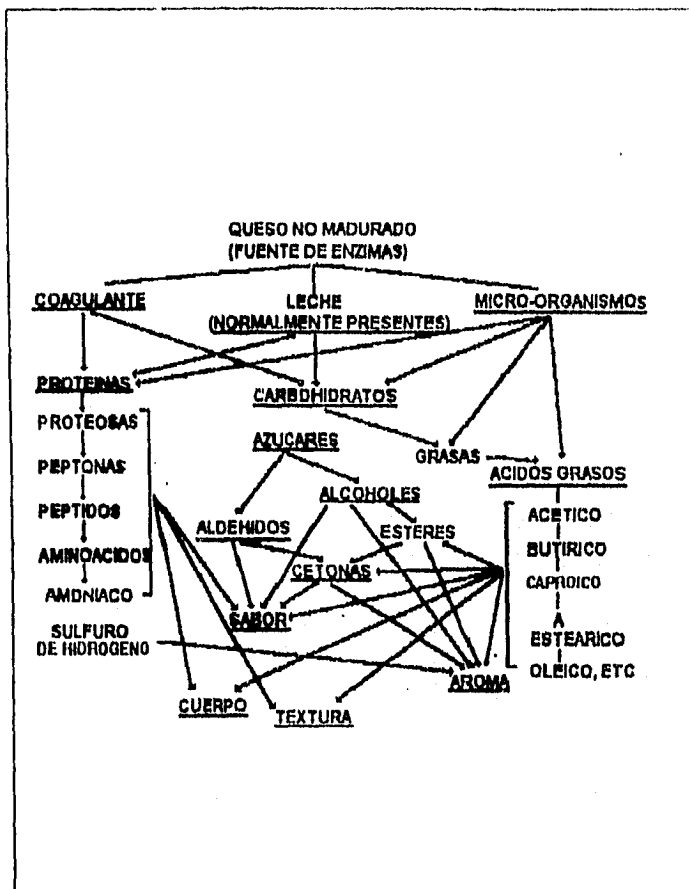 QUESO NO MADURADO
(FUENTE DE ENZIMAS)
COAGULANTE
LECHE
(NORMALMENTE PRESENTES)
MICRO-ORGANISMOS
PROTEINAS
CARBOHIDRATOS
PROTEOSAS
AZUCARES
GRASAS
PEPTONAS
ACIDOS GRASOS
ALCOHOLES
PEPTIDOS
ACETICO
ALDEHIDOS
ESTERES
AMINOACIDOS
BUTIRICO
CETONAS
CAPROICO
AMONIACO
SABOR
A
SULFURO
DE HIDROGENO
ESTEARICO
AROMA
OLEICO, ETC
CUERPO
TEXTURA